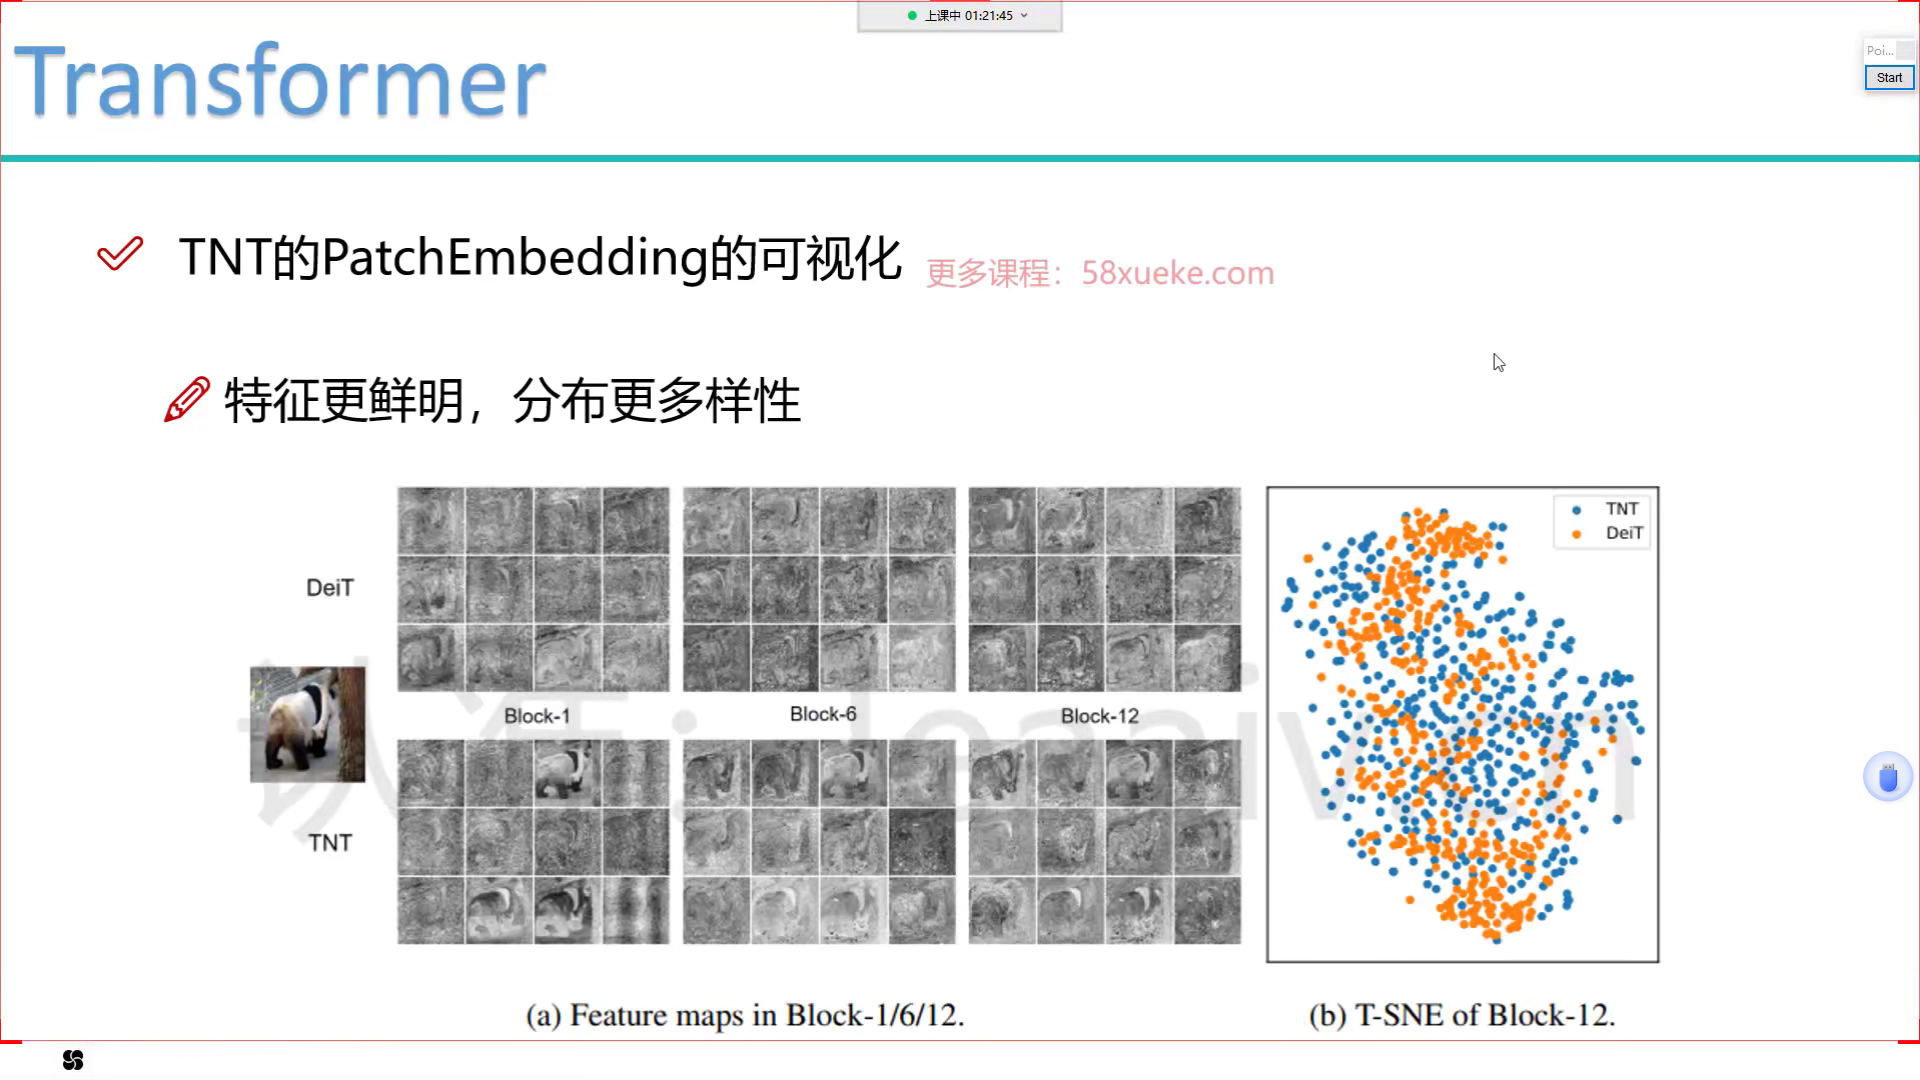 上课中 01:21:45
Transformer
Poi...
Start
TNT的PatchEmbedding的可视化
更多课程：58xueke.com
特征更鲜明，分布更多样性
TNT
DeiT
DeiT
Block-1
Block-6
Block-12
TNT
(a) Feature maps in Block-1/6/12.
(b) T-SNE of Block-12.